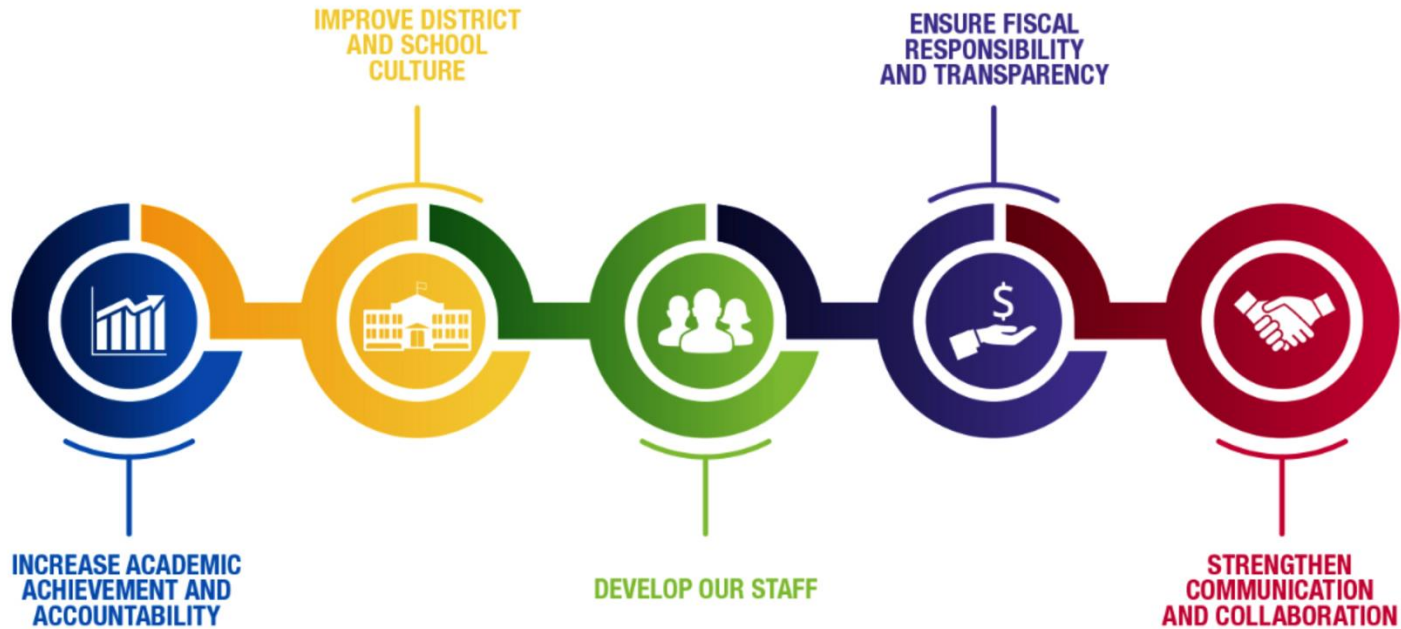 IMPROVE DISTRICT
AND SCHOOL
CULTURE
ENSURE FISCAL
RESPONSIBILITY
AND TRANSPARENCY
$
INCREASE ACADEMIC
ACHIEVEMENT AND
ACCOUNTABILITY
DEVELOP OUR STAFF
STRENGTHEN
COMMUNICATION
AND COLLABORATION